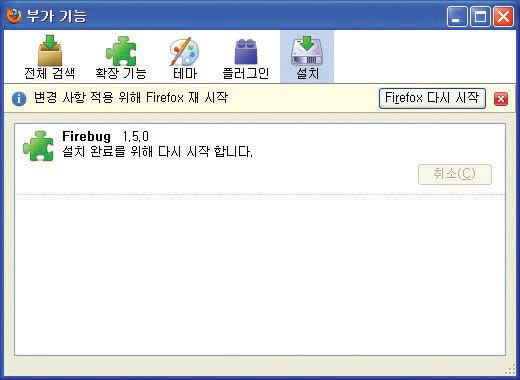 부가 기능
전체 검색 확장 기능 테마 플러그인 설치
변경 사항 적용 위해 Firefox 재 시작 Firefox 다시 시작
Firebug 1.5.0
설치 완료를 위해 다시 시작 합니다.
취소(C)